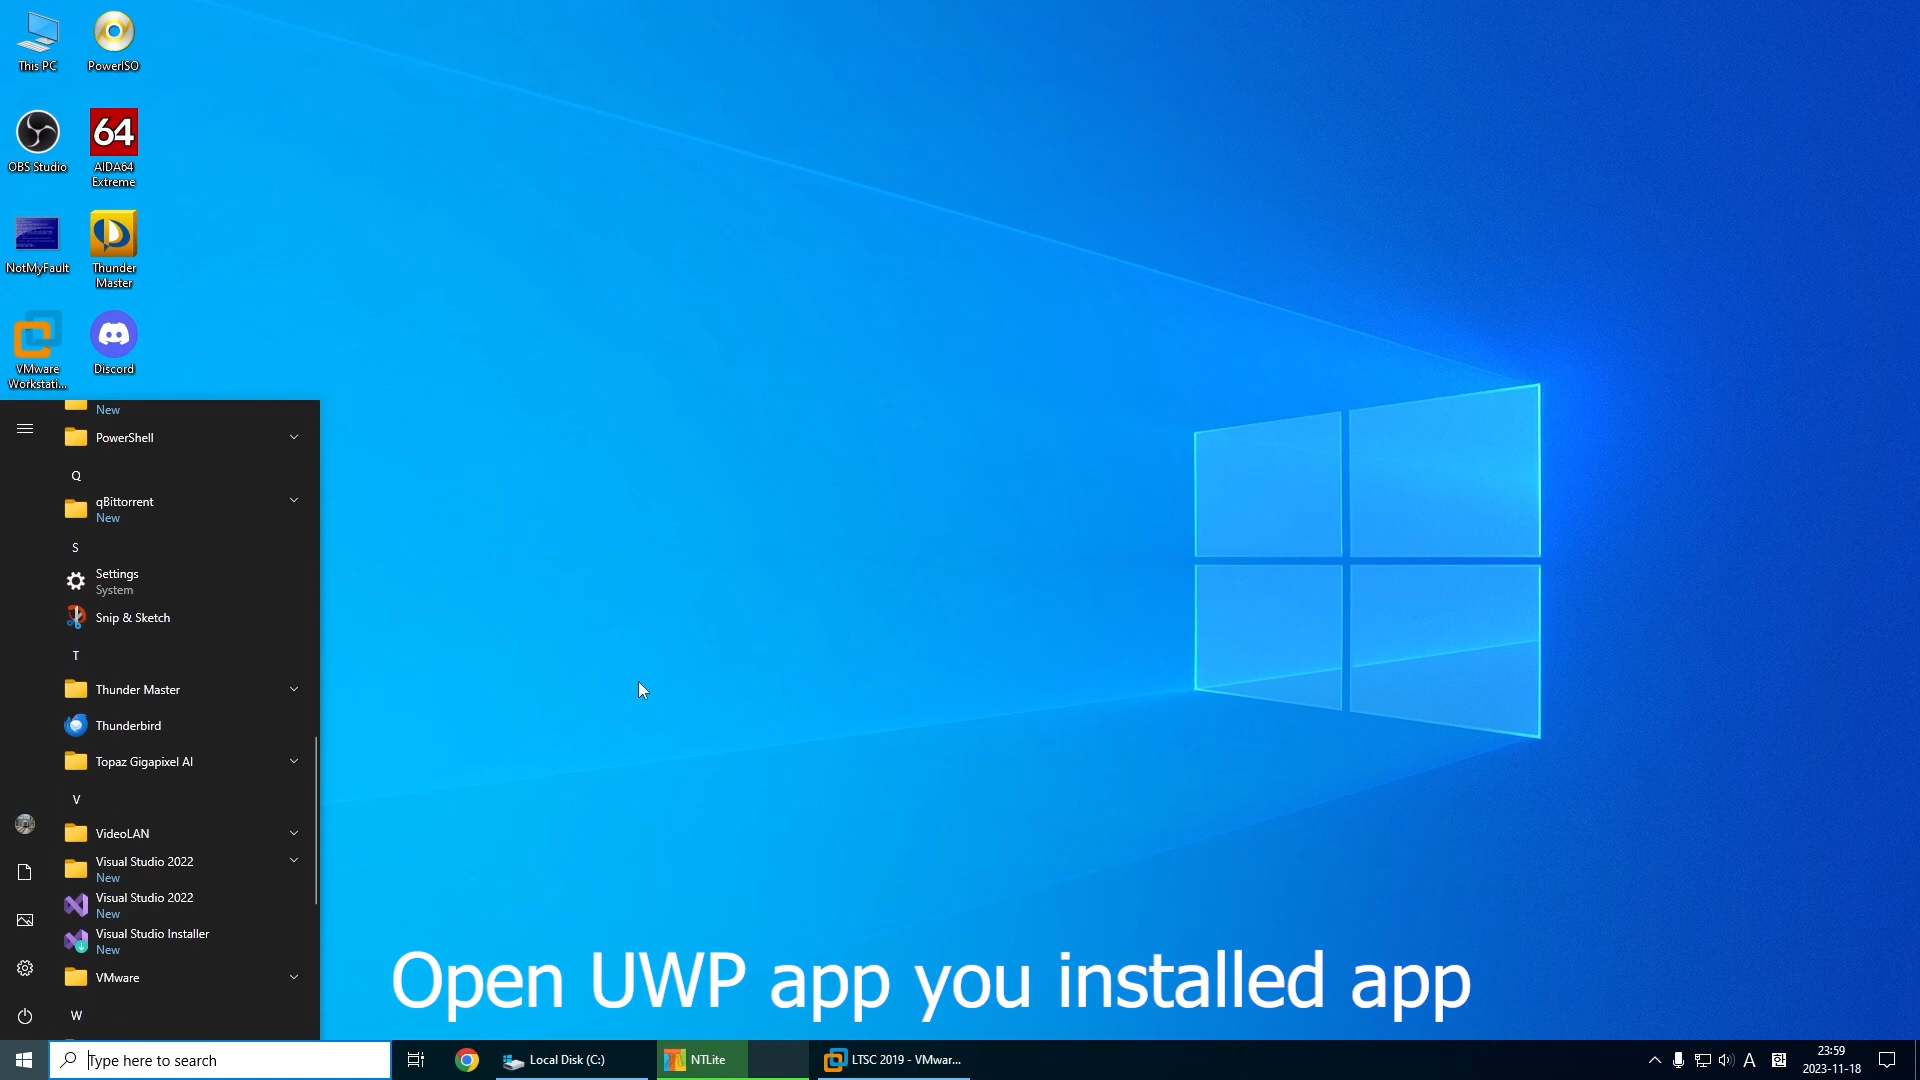 This PC
PowerISO
OBS Studio
64
AIDA64
Extreme
NotMyFault
Thunder
Master
VMware
Workstati...
Discord
New
PowerShell
Q
qBittorrent
New
S
Settings
System
Snip & Sketch
T
Thunder Master
Thunderbird
Topaz Gigapixel AI
V
VideoLAN
Visual Studio 2022
New
Visual Studio 2022
New
Visual Studio Installer
New
VMware
W
Open UWP app you installed app
Type here to search
Local Disk (C:)
NTLite
LTSC 2019 - VMwar...
A
23:59
2023-11-18